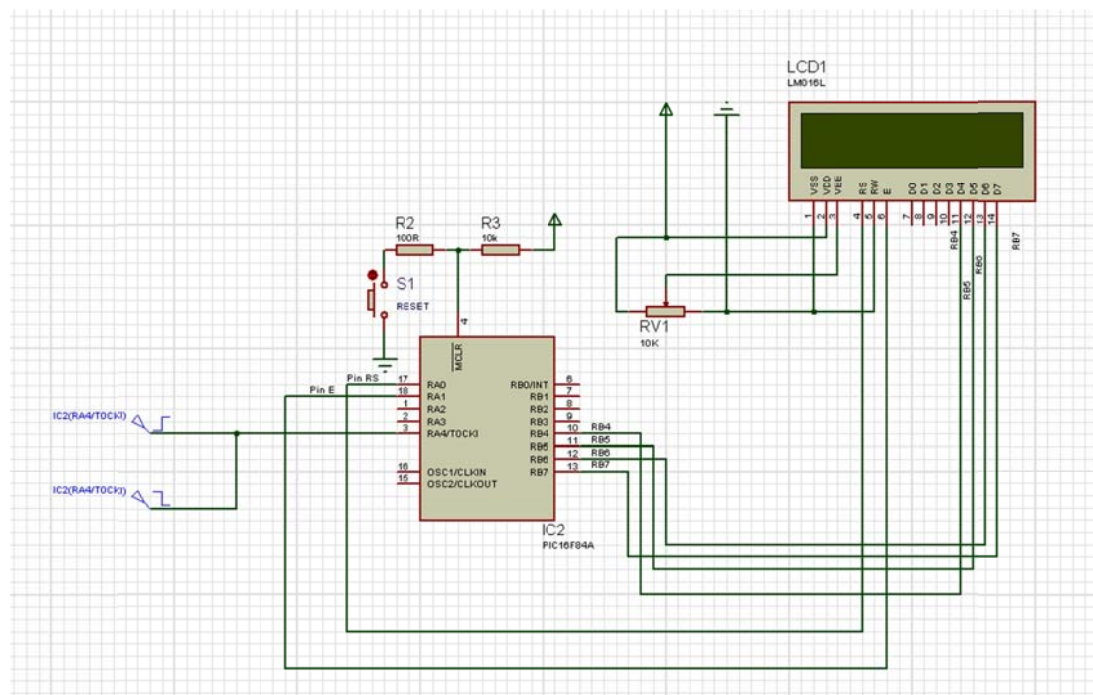 LCD1
LM016L
VSS
VDD
VEE
RS
RW
E
D0
D1
D2
D3
D4
D5
D6
D7
1
2
3
4
5
6
7
8
9
10
11
12
13
14
RB4
RB5
RB6
RB7
R2
100R
R3
10k
S1
RESET
RV1
10K
4
MCLR
Pin RS
17
RA0
Pin E
18
RA1
1
RA2
2
RA3
3
RA4/T0CKI
16
OSC1/CLKIN
15
OSC2/CLKOUT
RB0/INT
6
RB1
7
RB2
8
RB3
9
RB4
10
RB4
RB5
11
RB5
RB6
12
RB6
RB7
13
RB7
IC2(RA4/T0CKI)
IC2(RA4/T0CKI)
IC2
PIC16F84A